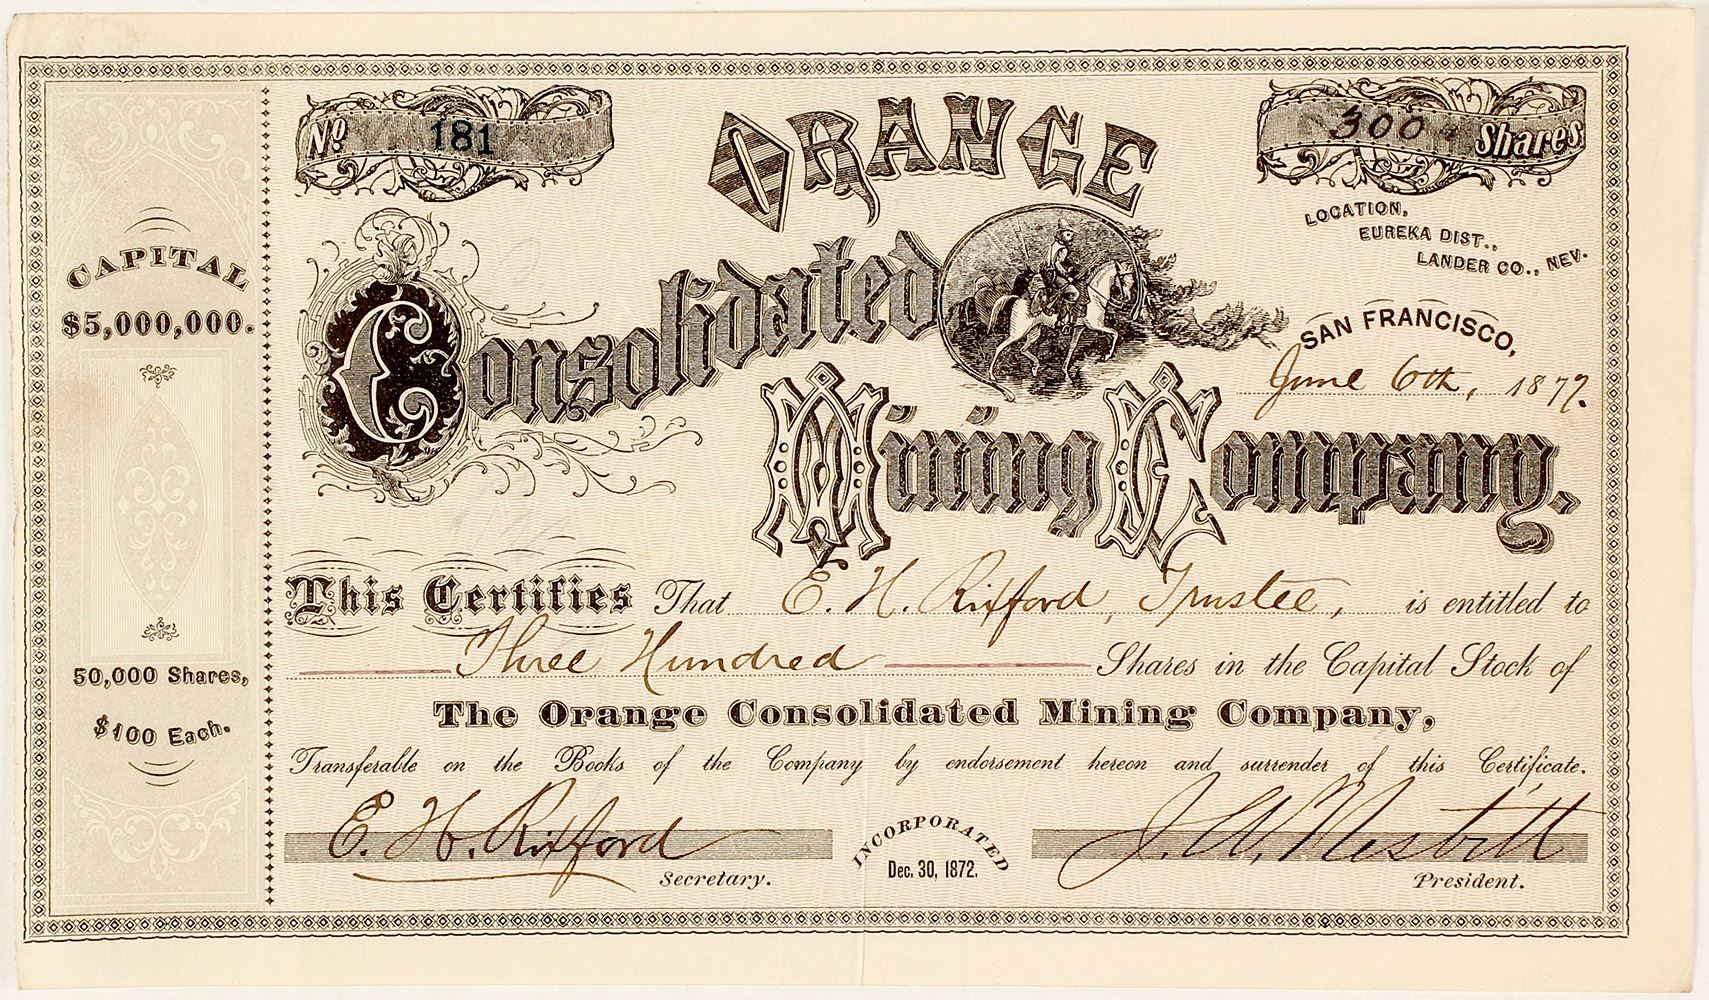 No 181
ORANGE
300 Shares
LOCATION,
EUREKA DIST.,
LANDER CO., NEV.
Consolidated
SAN FRANCISCO,
June 6th, 1877.
Mining Company,
CAPITAL
$5,000,000.
50,000 Shares,
$100 Each.
This Certifies That E. H. Rixford, Trustee, is entitled to
Three Hundred Shares in the Capital Stock of
The Orange Consolidated Mining Company,
Transferable on the Books of the Company by endorsement hereon and surrender of this Certificate.
E. H. Rixford
Secretary.
INCORPORATED
Dec. 30, 1872.
J. W. Nesbitt
President.